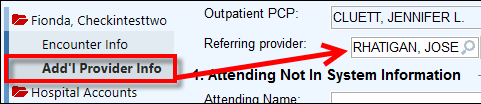 Fionda, Checkintesttwo
Encounter Info
Add'l Provider Info
Hospital Accounts
Outpatient PCP: CLUETT, JENNIFER L.
Referring provider: RHATIGAN, JOSE
1. Attending Not In System Information
Attending Name: